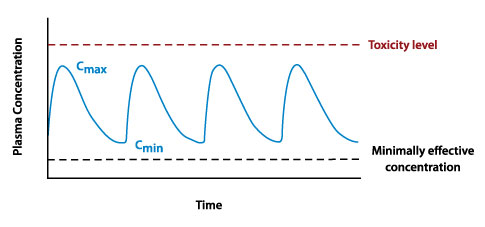 Toxicity level
Cmax
Plasma Concentration
Cmin
Minimally effective
concentration
Time